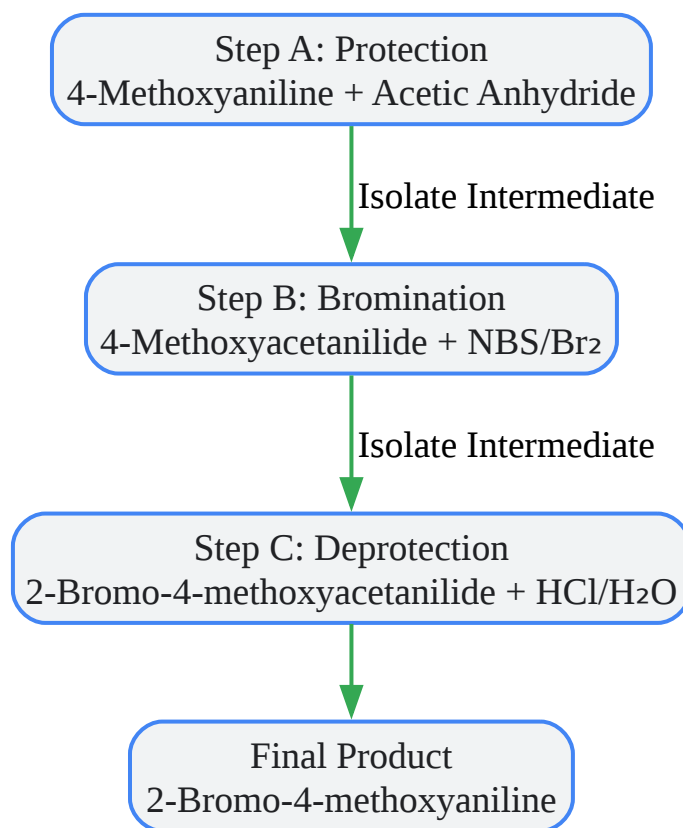 Step A: Protection
4-Methoxyaniline + Acetic Anhydride
Isolate Intermediate
Step B: Bromination
4-Methoxyacetanilide + NBS/Br₂
Isolate Intermediate
Step C: Deprotection
2-Bromo-4-methoxyacetanilide + HCl/H₂O
Final Product
2-Bromo-4-methoxyaniline